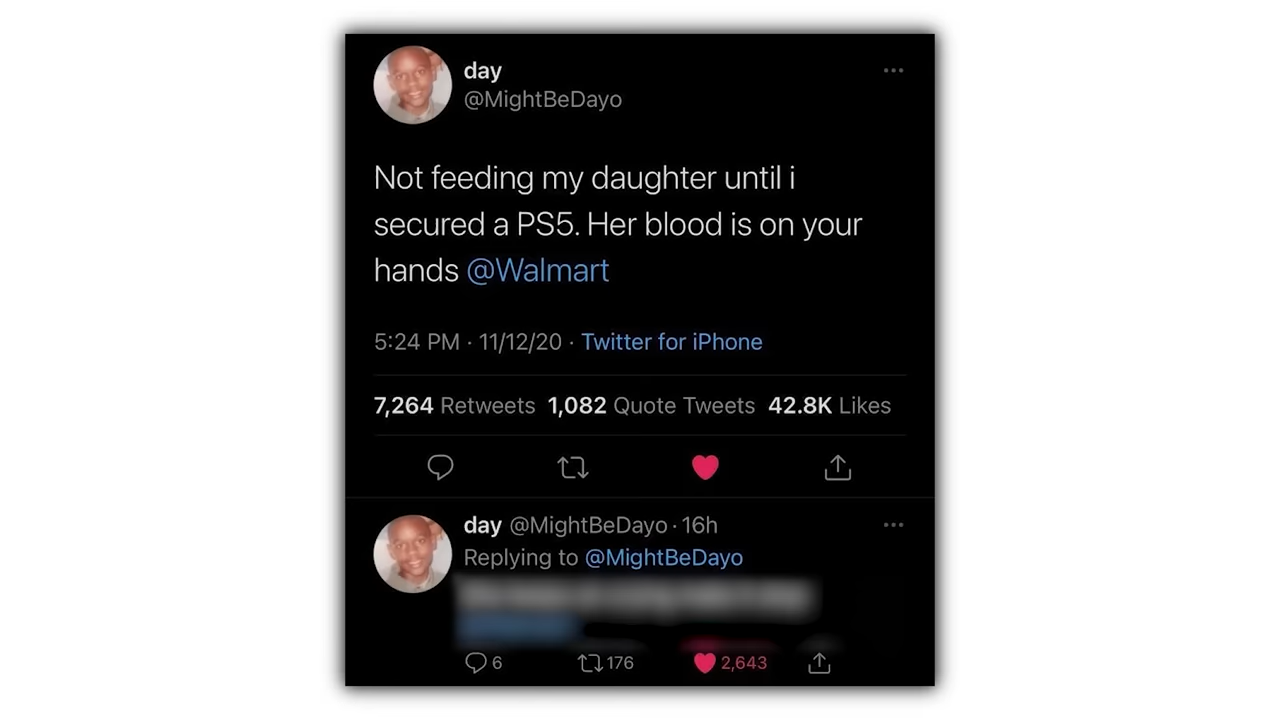 day
@MightBeDayo
Not feeding my daughter until i
secured a PS5. Her blood is on your
hands @Walmart
5:24 PM · 11/12/20 · Twitter for iPhone
7,264 Retweets 1,082 Quote Tweets 42.8K Likes
day @MightBeDayo · 16h
Replying to @MightBeDayo
6 176 2,643